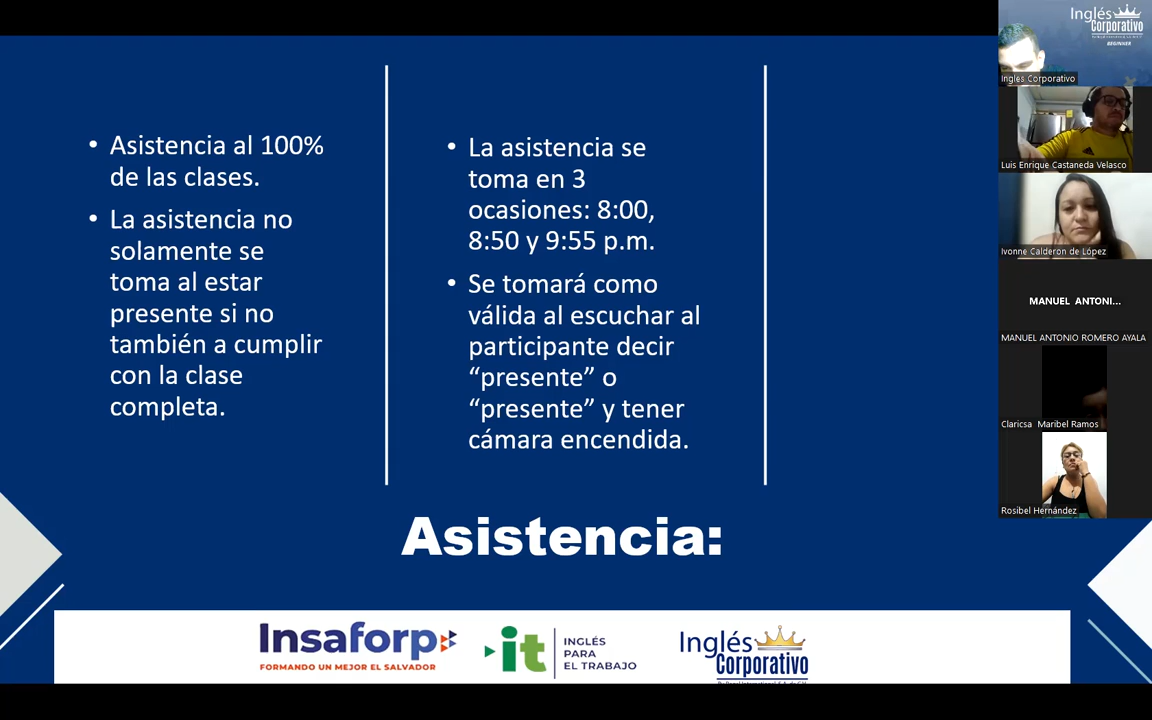 • Asistencia al 100%
de las clases.
• La asistencia no
solamente se
toma al estar
presente si no
también a cumplir
con la clase
completa.
• La asistencia se
toma en 3
ocasiones: 8:00,
8:50 y 9:55 p.m.
• Se tomará como
válida al escuchar al
participante decir
“presente” o
“presente” y tener
cámara encendida.
Asistencia:
Insaforp
FORMANDO UN MEJOR EL SALVADOR
it
INGLÉS
PARA
EL TRABAJO
Inglés
Corporativo
Inglés
Corporativo
BEGINNER
Ingles Corporativo
Luis Enrique Castaneda Velasco
Ivonne Calderon de López
MANUEL ANTONI...
MANUEL ANTONIO ROMERO AYALA
Claricsa Maribel Ramos
Rosibel Hernández